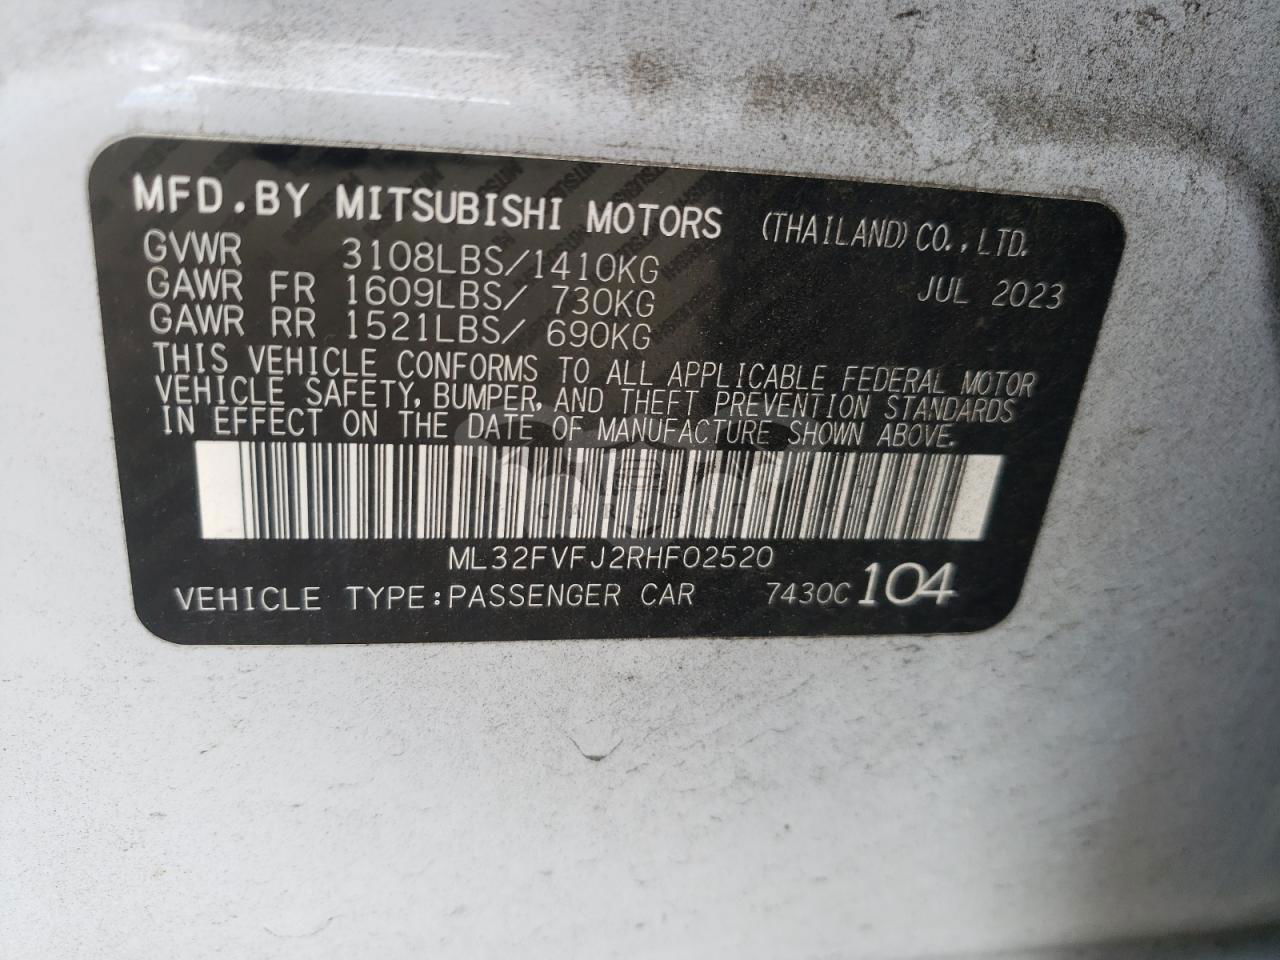 MFD.BY MITSUBISHI MOTORS (THAILAND) CO.,LTD.
GVWR 3108LBS/1410KG JUL 2023
GAWR FR 1609LBS/ 730KG
GAWR RR 1521LBS/ 690KG
THIS VEHICLE CONFORMS TO ALL APPLICABLE FEDERAL MOTOR
VEHICLE SAFETY, BUMPER, AND THEFT PREVENTION STANDARDS
IN EFFECT ON THE DATE OF MANUFACTURE SHOWN ABOVE.
ML32FVFJ2RHF02520
VEHICLE TYPE:PASSENGER CAR 7430C 104